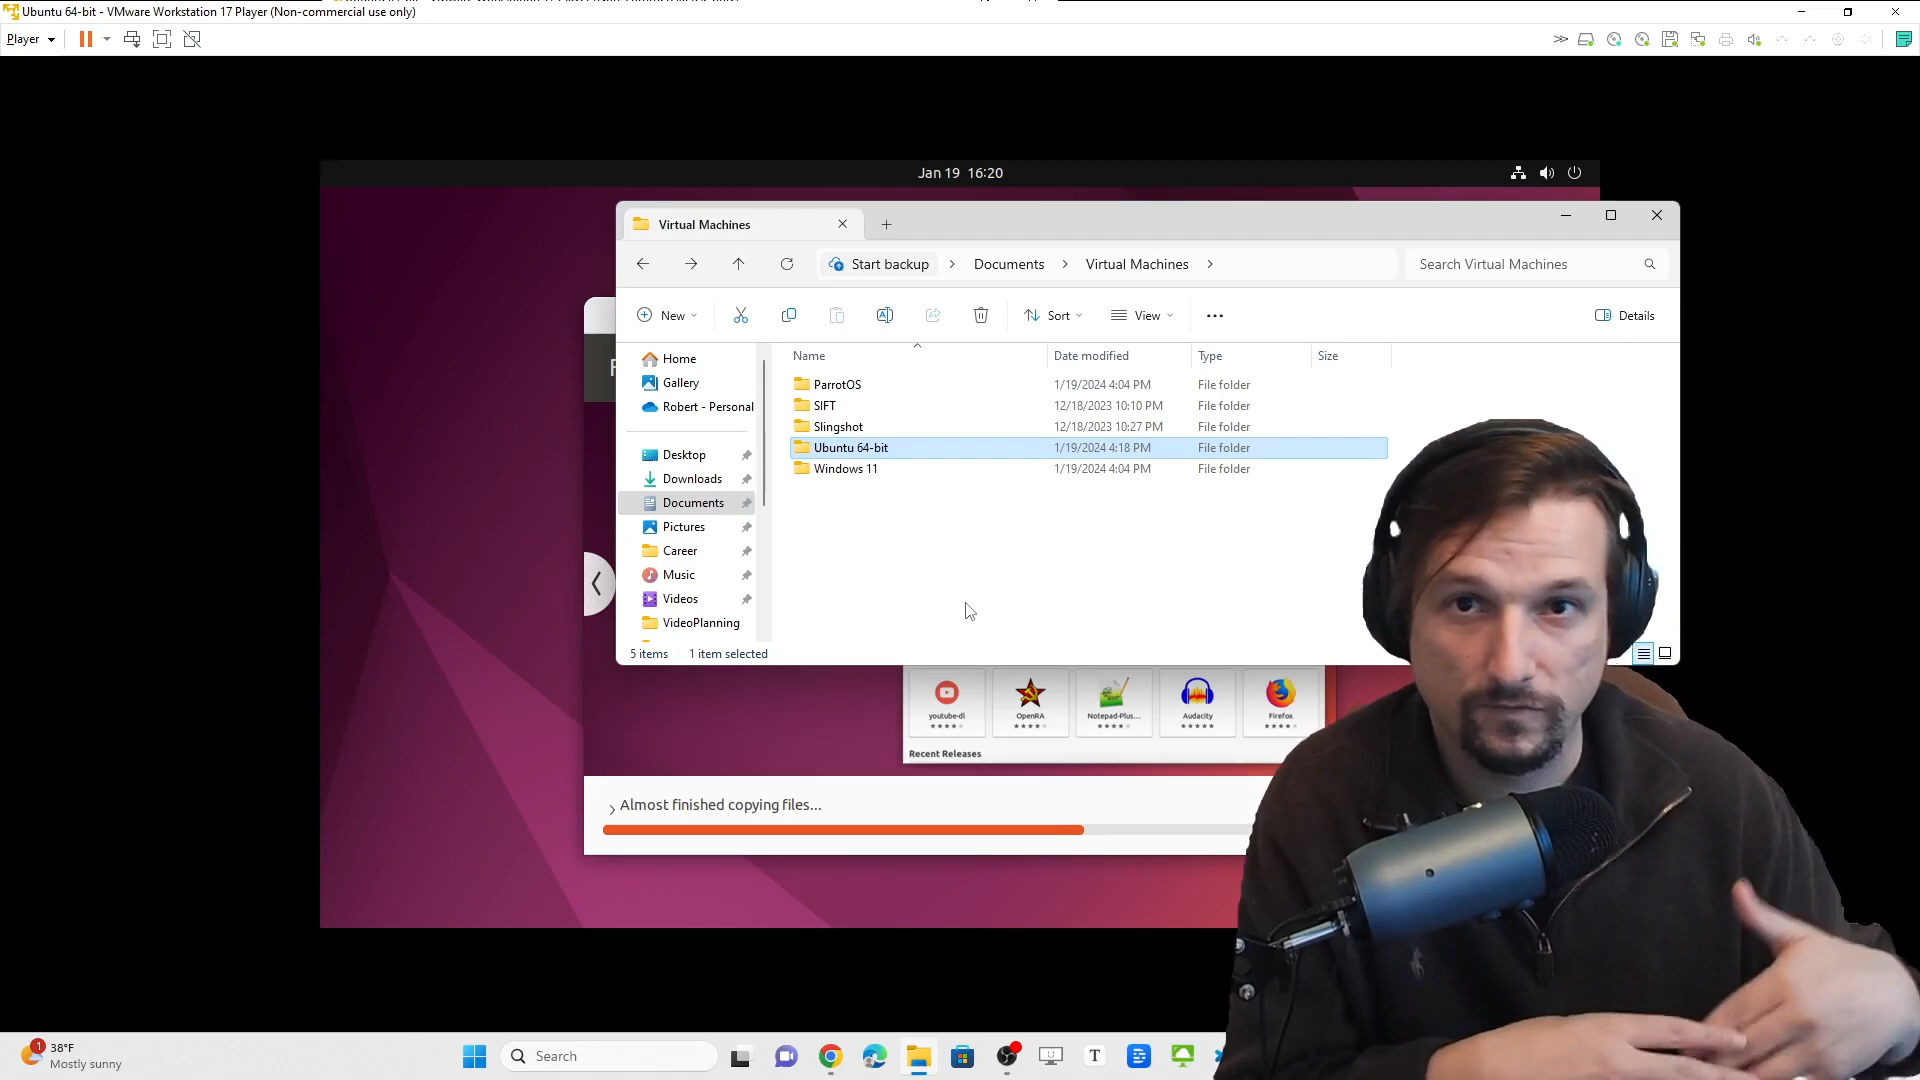 Ubuntu 64-bit - VMware Workstation 17 Player (Non-commercial use only)
Player
Jan 19 16:20
Virtual Machines
Start backup
Documents
Virtual Machines
Search Virtual Machines
New
Sort
View
Details
Name Date modified Type Size
Home
Gallery
Robert - Personal
Desktop
Downloads
Documents
Pictures
Career
Music
Videos
VideoPlanning
ParrotOS 1/19/2024 4:04 PM File folder
SIFT 12/18/2023 10:10 PM File folder
Slingshot 12/18/2023 10:27 PM File folder
Ubuntu 64-bit 1/19/2024 4:18 PM File folder
Windows 11 1/19/2024 4:04 PM File folder
5 items 1 item selected
youtube-dl OpenRA Notepad-Plus... Audacity Firefox
Recent Releases
Almost finished copying files...
1
38°F
Mostly sunny
Search
T